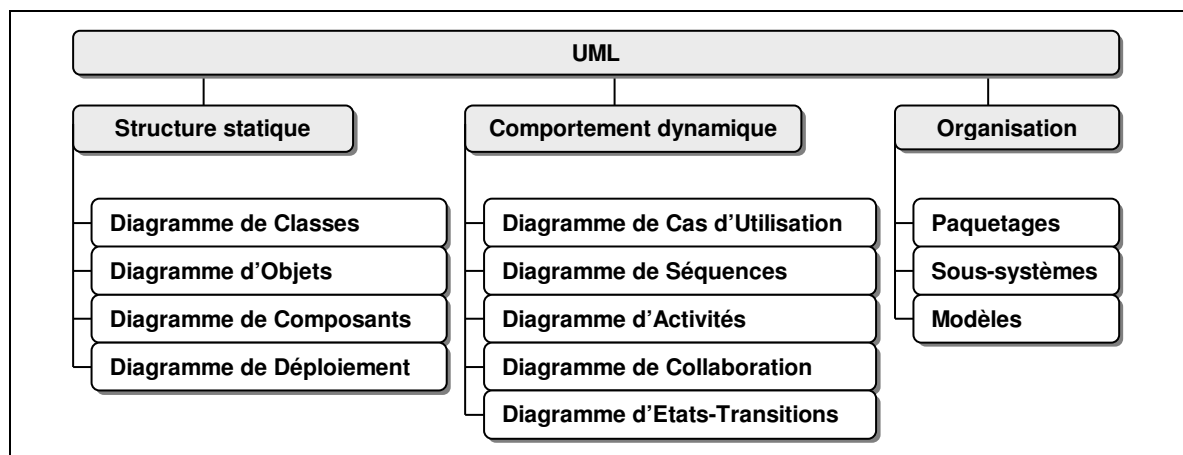 UML
Structure statique
Diagramme de Classes
Diagramme d’Objets
Diagramme de Composants
Diagramme de Déploiement
Comportement dynamique
Diagramme de Cas d’Utilisation
Diagramme de Séquences
Diagramme d’Activités
Diagramme de Collaboration
Diagramme d’Etats-Transitions
Organisation
Paquetages
Sous-systèmes
Modèles